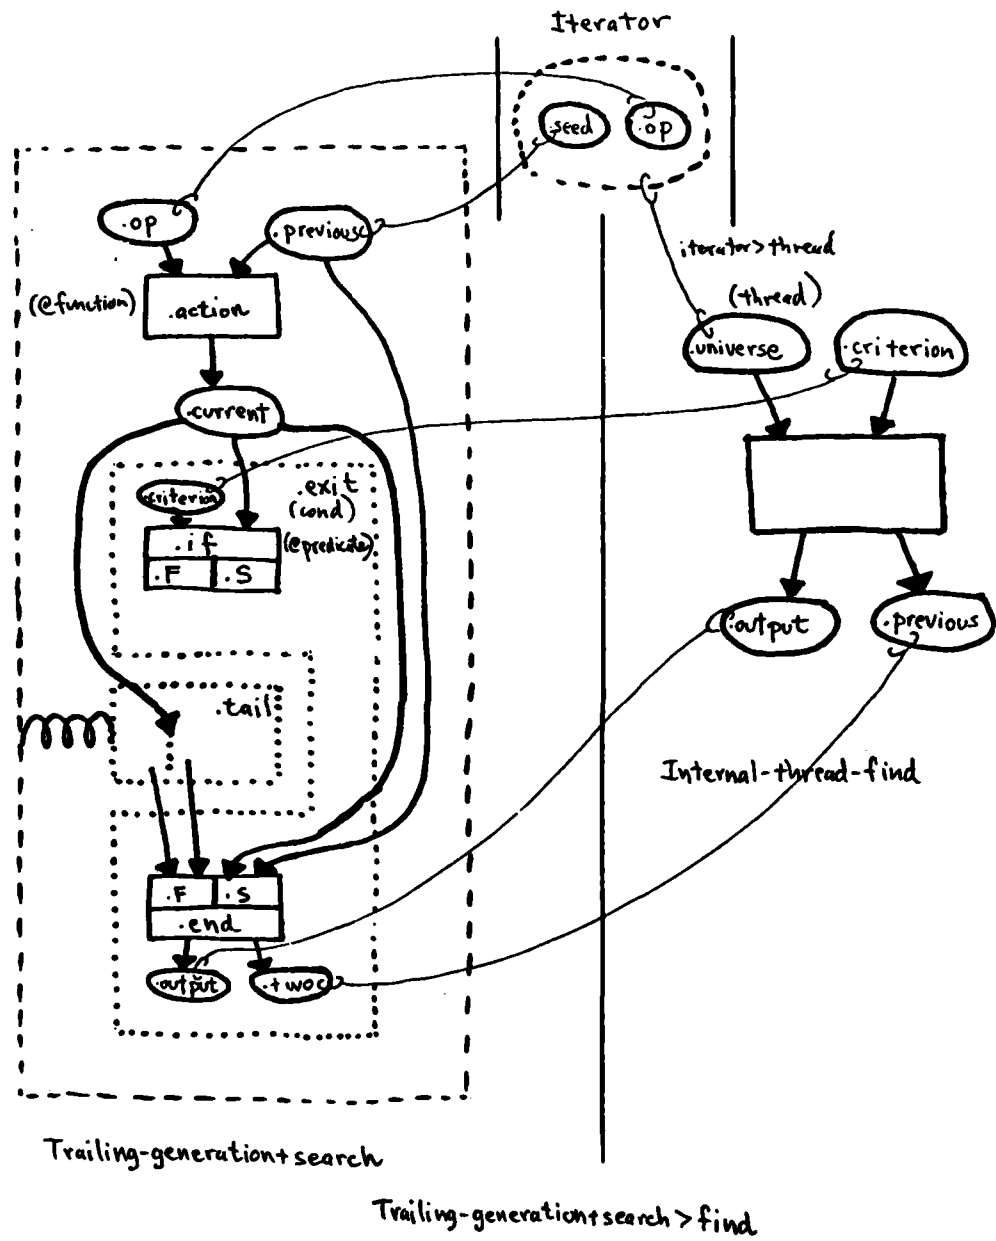 Iterator
.seed
.op
.op
.previous
iterator>thread
(thread)
(@function)
.action
.universe
.criterion
.current
.criterion
.exit
(cond)
.if
(@predicate)
.F
.S
.output
.previous
.tail
Internal-thread-find
.F
.S
.end
.output
.two
Trailing-generation+search
Trailing-generation+search>find